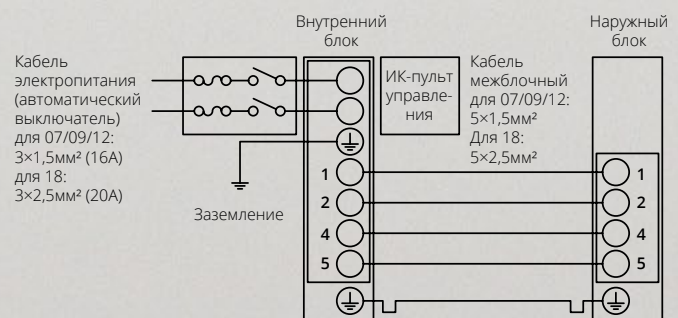 Внутренний
блок
Наружный
блок
Кабель
электропитания
(автоматический
выключатель)
для 07/09/12:
3×1,5мм² (16А)
для 18:
3×2,5мм² (20А)
ИК-пульт
управле-
ния
Кабель
межблочный
для 07/09/12:
5×1,5мм²
Для 18:
5×2,5мм²
Заземление
1
2
4
5
1
2
4
5